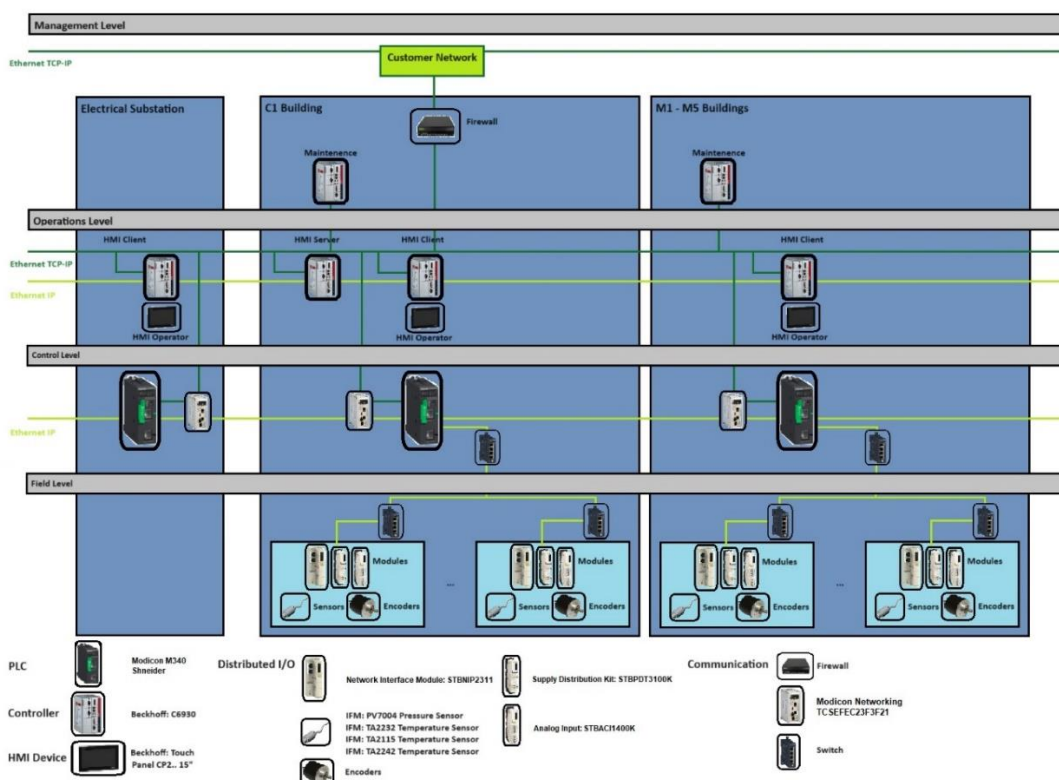 Management Level
Customer Network
Ethernet TCP-IP
Electrical Substation
C1 Building
M1 - M5 Buildings
Firewall
Maintenence
Maintenence
Operations Level
HMI Client
HMI Server
HMI Client
HMI Client
Ethernet TCP-IP
Ethernet IP
HMI Operator
HMI Operator
HMI Operator
Control Level
Ethernet IP
Field Level
Modules
Modules
Modules
Modules
...
...
Sensors
Encoders
Sensors
Encoders
Sensors
Encoders
Sensors
Encoders
PLC
Modicon M340
Shneider
Controller
Beckhoff: C6930
HMI Device
Beckhoff: Touch
Panel CP2.. 15"
Distributed I/O
Network Interface Module: STBNIP2311
IFM: PV7004 Pressure Sensor
IFM: TA2232 Temperature Sensor
IFM: TA2115 Temperature Sensor
IFM: TA2242 Temperature Sensor
Encoders
Supply Distribution Kit: STBPDT3100K
Analog Input: STBACI1400K
Communication
Firewall
Modicon Networking
TCSEFEC23F3F21
Switch